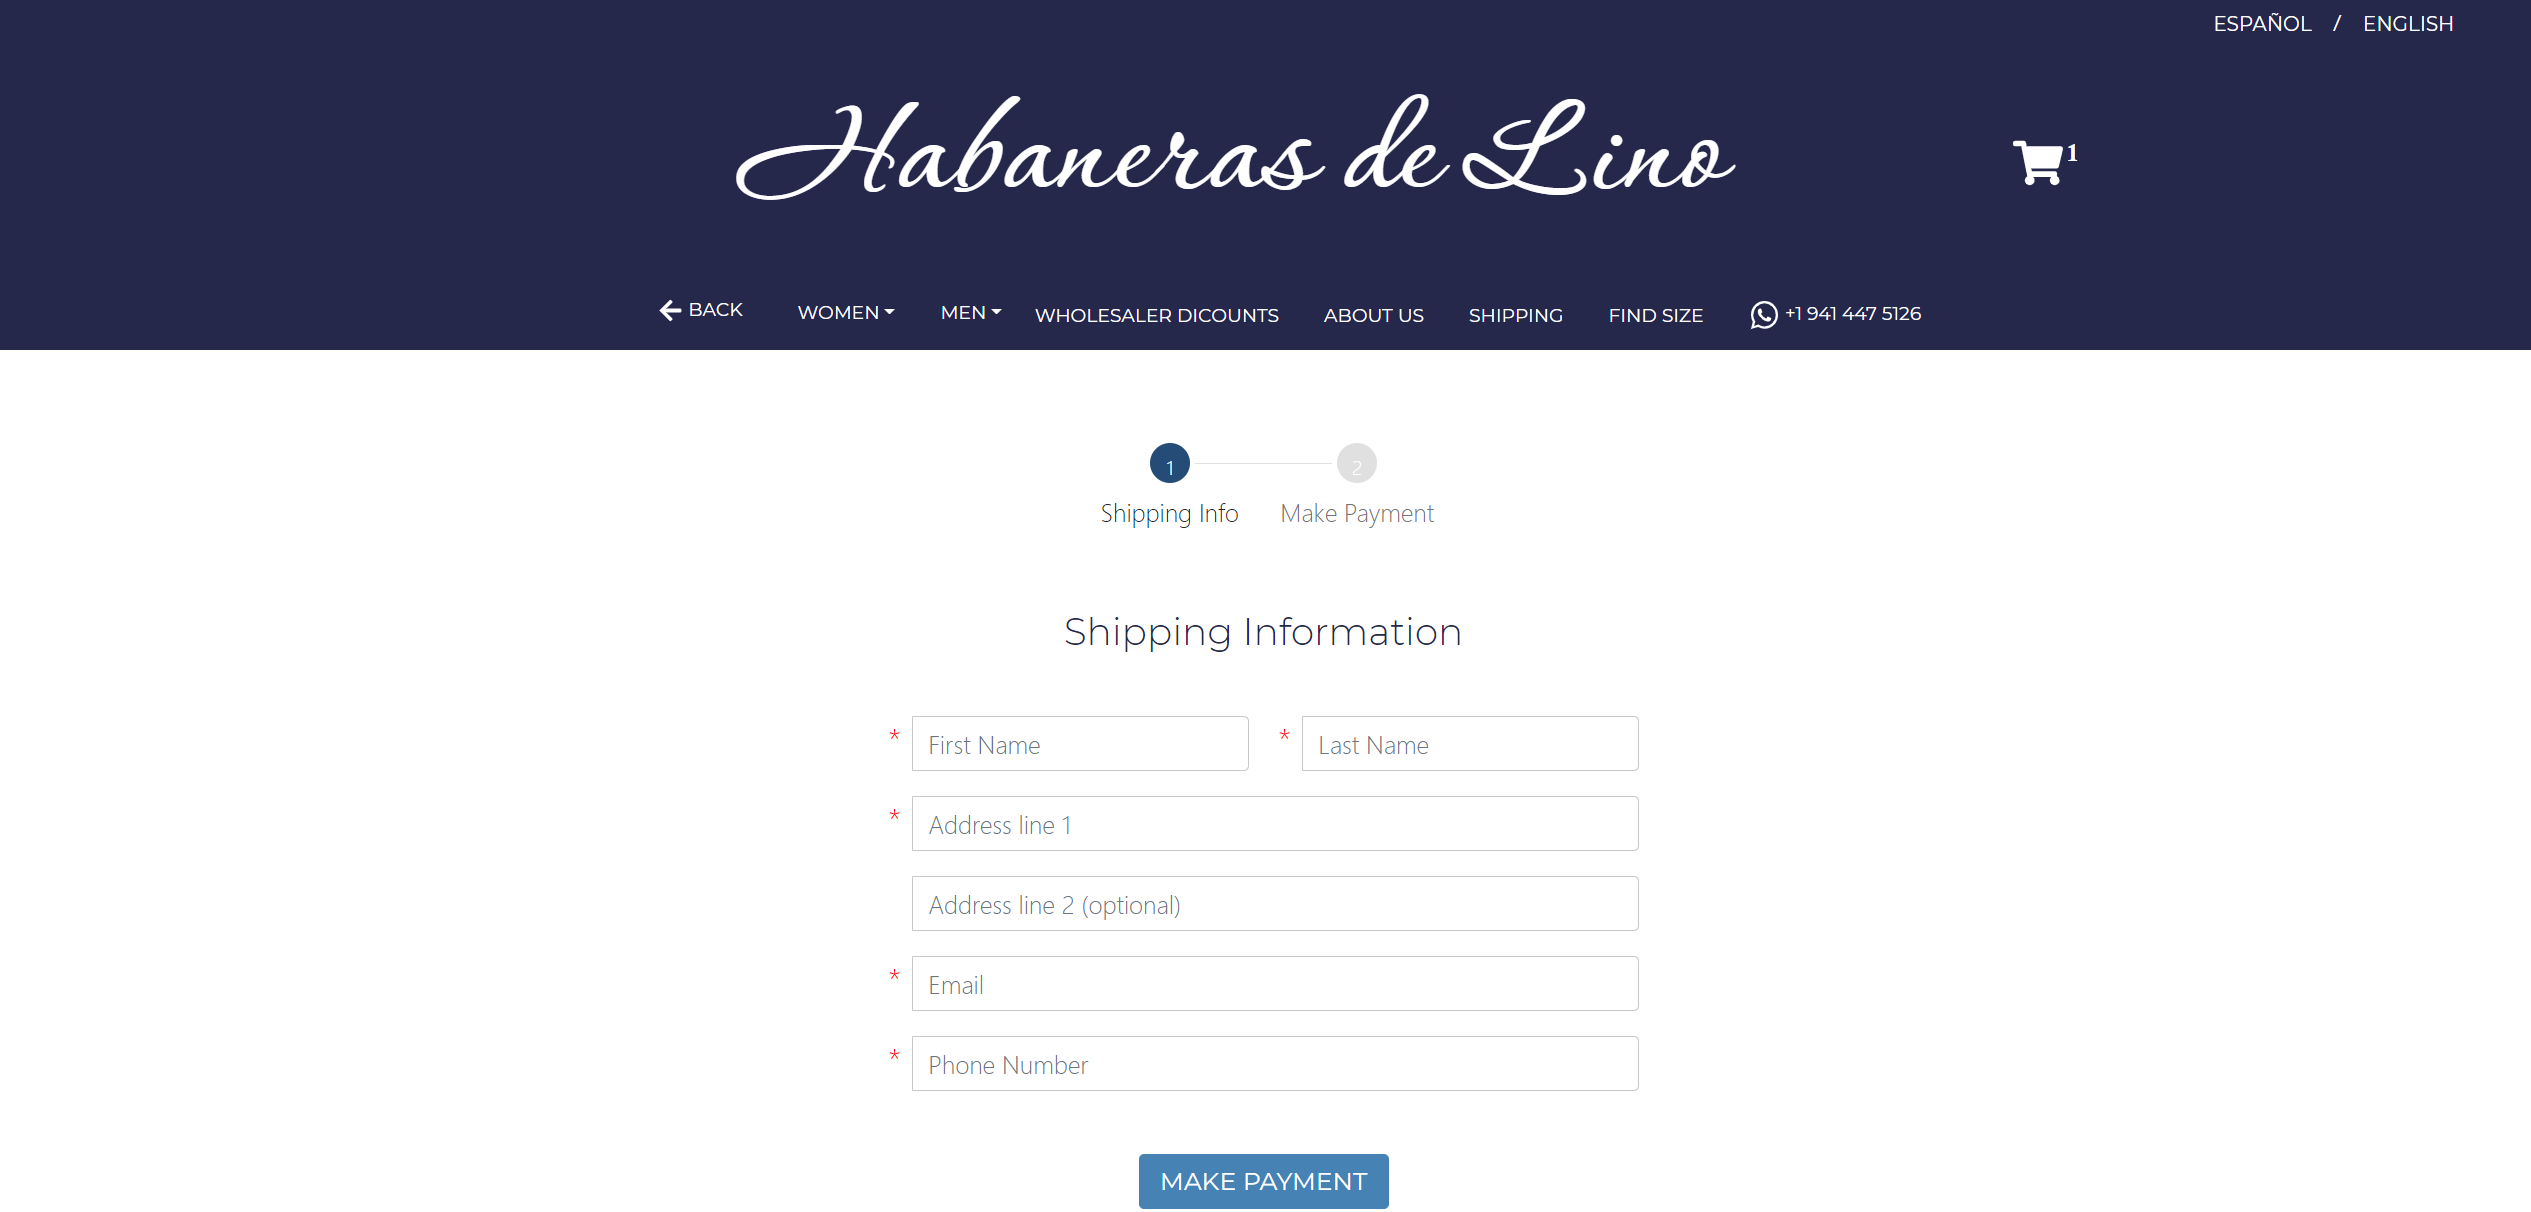 ESPAÑOL / ENGLISH
Habaneras de Lino
1
BACK WOMEN MEN WHOLESALER DICOUNTS ABOUT US SHIPPING FIND SIZE +1 941 447 5126
1 2
Shipping Info Make Payment
Shipping Information
* First Name * Last Name
* Address line 1
Address line 2 (optional)
* Email
* Phone Number
MAKE PAYMENT